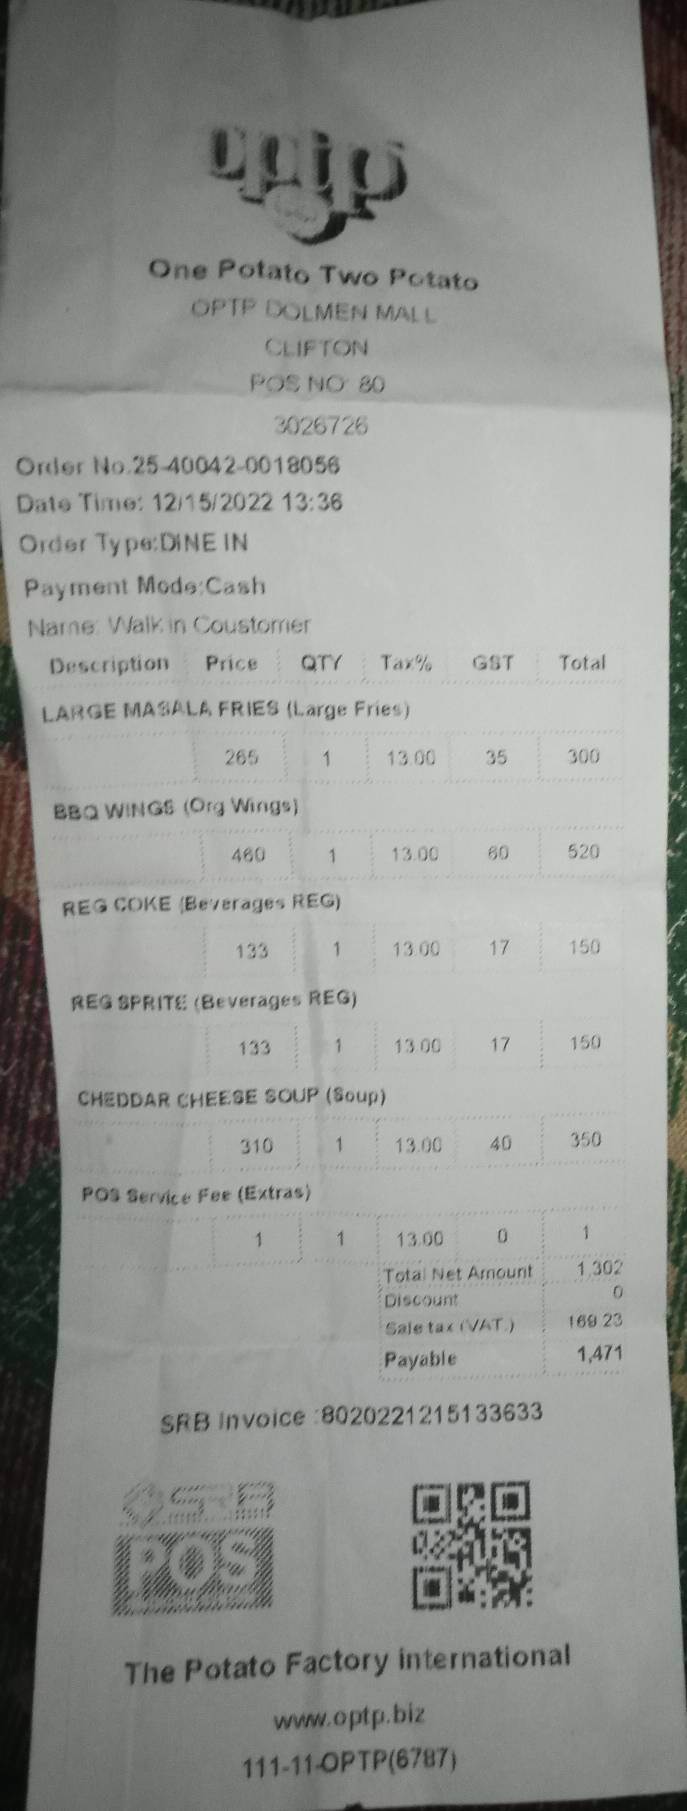 optp
One Potato Two Potato
OPTP DOLMEN MALL
CLIFTON
POS NO: 80
3026726
Order No.25-40042-0018056
Date Time: 12/15/2022 13:36
Order Type:DINE IN
Payment Mode:Cash
Name: Walk in Coustomer
Description Price QTY Tax% GST Total
LARGE MASALA FRIES (Large Fries)
265 1 13.00 35 300
BBQ WINGS (Org Wings)
460 1 13.00 60 520
REG COKE (Beverages REG)
133 1 13.00 17 150
REG SPRITE (Beverages REG)
133 1 13.00 17 150
CHEDDAR CHEESE SOUP (Soup)
310 1 13.00 40 350
POS Service Fee (Extras)
1 1 13.00 0 1
Total Net Amount 1,302
Discount 0
Sale tax (VAT.) 169.23
Payable 1,471
SRB Invoice :8020221215133633
SRB
POS
The Potato Factory international
www.optp.biz
111-11-OPTP(6787)